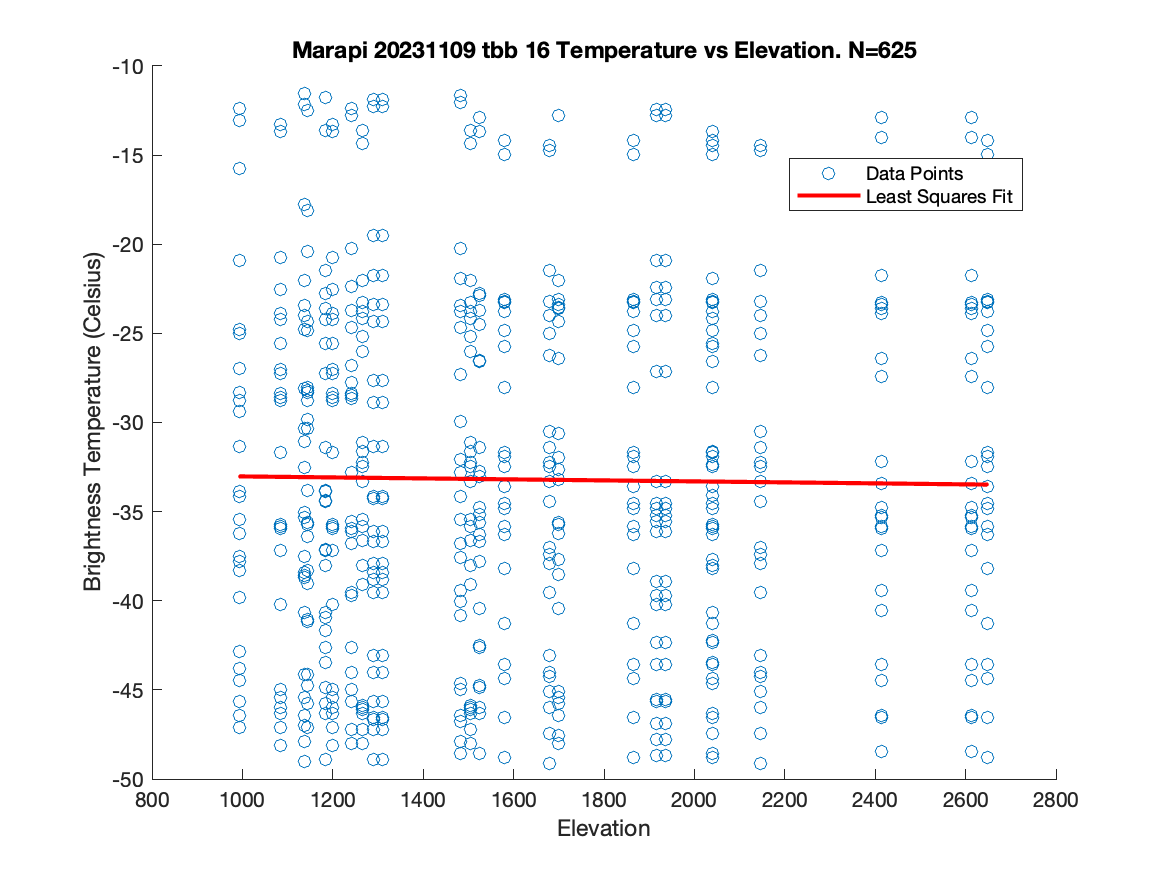 Marapi 20231109 tbb 16 Temperature vs Elevation. N=625
-10
-15
-20
-25
-30
-35
-40
-45
-50
Brightness Temperature (Celsius)
Data Points
Least Squares Fit
800 1000 1200 1400 1600 1800 2000 2200 2400 2600 2800
Elevation